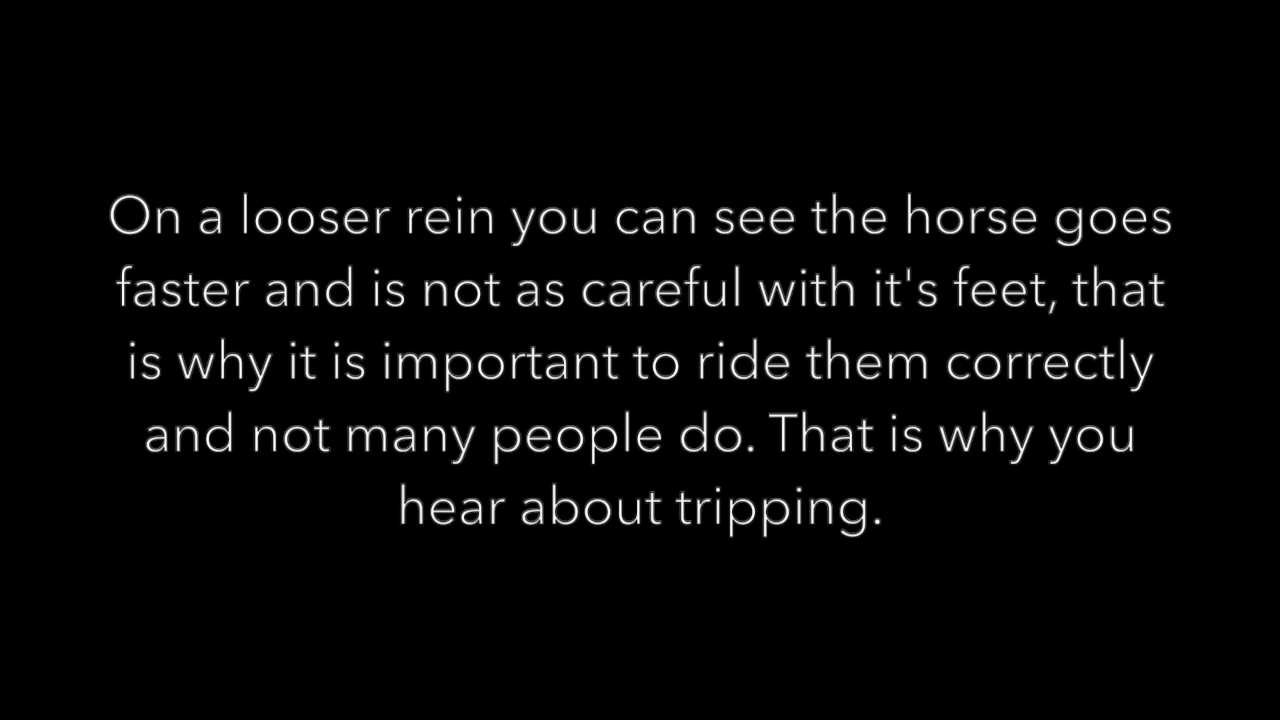 On a looser rein you can see the horse goes
faster and is not as careful with it's feet, that
is why it is important to ride them correctly
and not many people do. That is why you
hear about tripping.